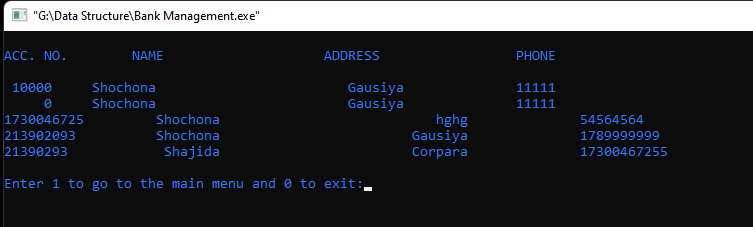 "G:\Data Structure\Bank Management.exe"
ACC. NO. NAME ADDRESS PHONE
10000 Shochona Gausiya 11111
0 Shochona Gausiya 11111
1730046725 Shochona hghg 54564564
213902093 Shochona Gausiya 1789999999
21390293 Shajida Corpara 17300467255
Enter 1 to go to the main menu and 0 to exit: